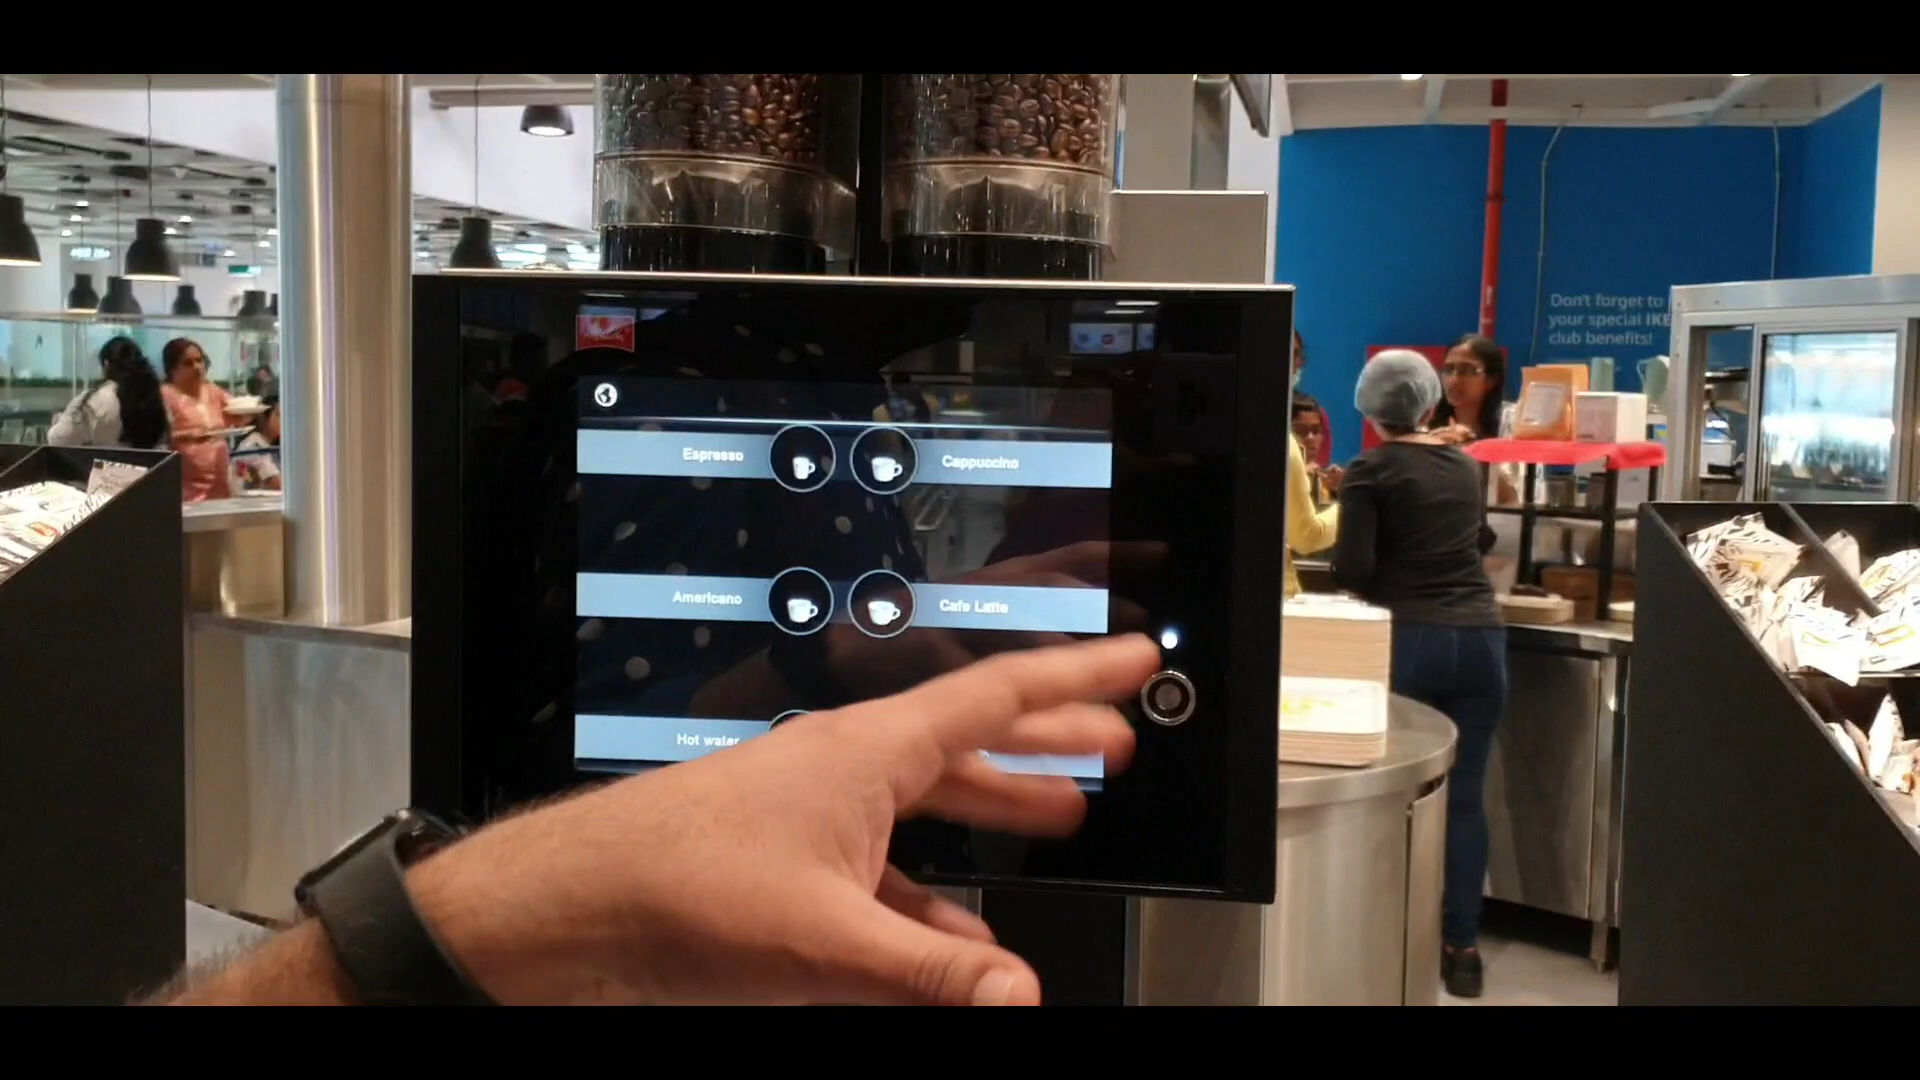 Espresso
Cappuccino
Americano
Cafe Latte
Hot water
Don't forget to
your special IKE
club benefits!